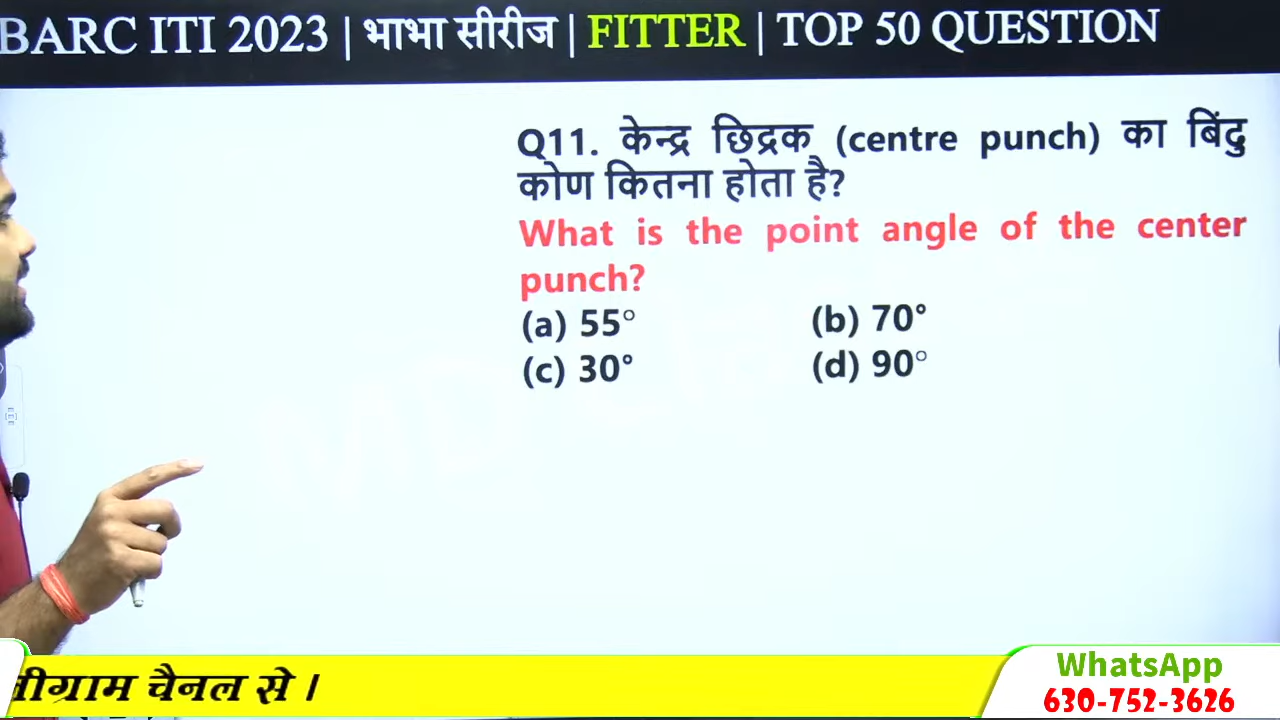 BARC ITI 2023 | भाभा सीरीज | FITTER | TOP 50 QUESTION
Q11. केन्द्र छिद्रक (centre punch) का बिंदु
कोण कितना होता है?
What is the point angle of the center
punch?
(a) 55° (b) 70°
(c) 30° (d) 90°
चैनल से ।
WhatsApp
630-752-3626